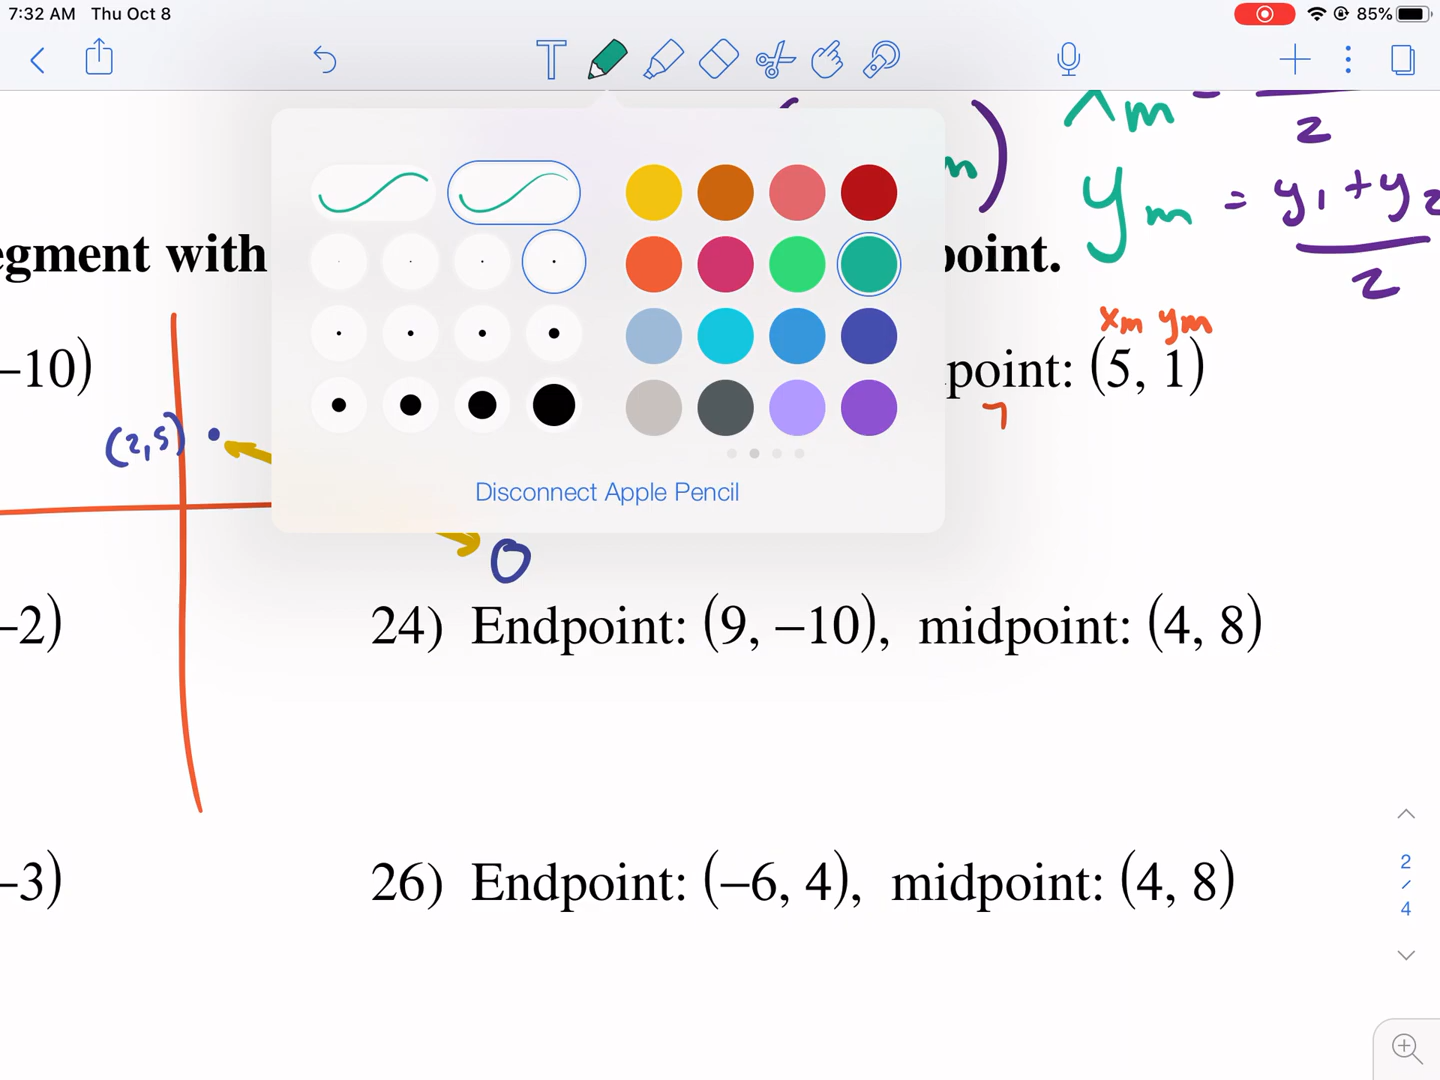 7:32 AM Thu Oct 8 85%
T
xm =
2
m)
ym = y1 + y2
2
egment with point.
xm ym
–10) point: (5, 1)
(2,5)
Disconnect Apple Pencil
–2) 24) Endpoint: (9, –10), midpoint: (4, 8)
2
4
–3) 26) Endpoint: (–6, 4), midpoint: (4, 8)